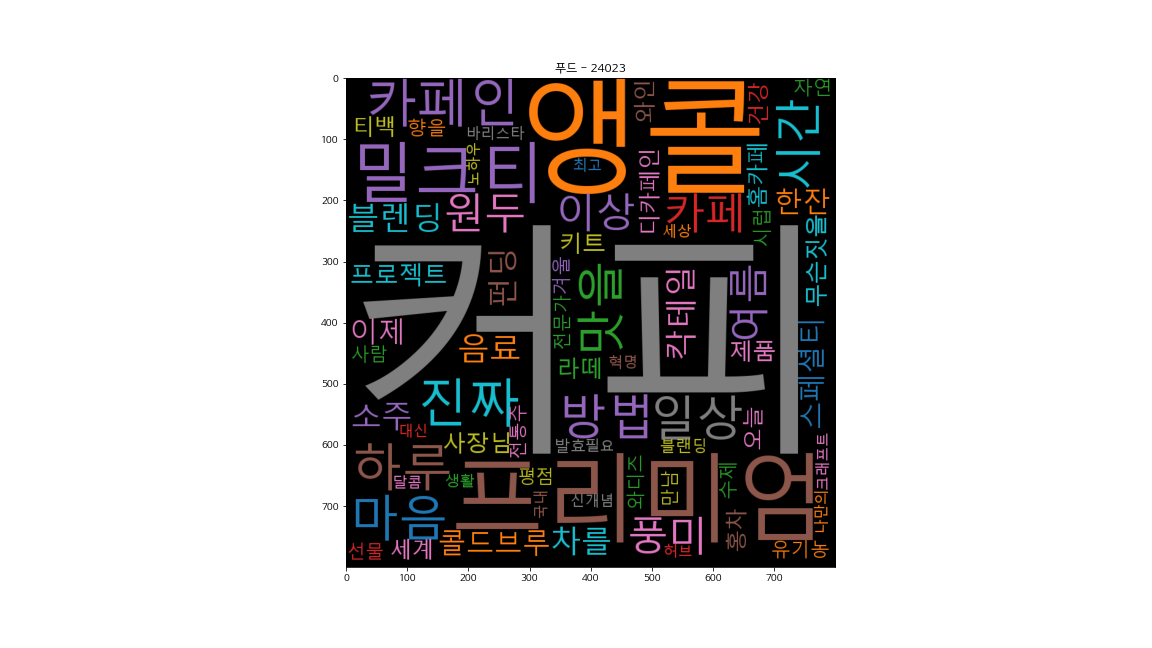 푸드 - 24023
0
100
200
300
400
500
600
700
0
100
200
300
400
500
600
700
카페인
앵콜
와인
건강
자연
티백
향을
바리스타
시간
밀크티
노하우
최고
디카페인
홈카페
블렌딩
원두
이상
카페
한잔
세상
시럽
무슨짓을
키트
커피
프로젝트
펀딩
겨울
맛을
칵테일
여름
이제
사람
음료
전문가
라떼
혁명
제품
스페셜티
진짜
소주
대신
사장님
전통주
방법
일상
오늘
발효필요
블랜딩
크래프트
하루
달콤
생활
프리미엄
평점
국내
신개념
와디즈
만남
수제
나만의
마음
콜드브루
차를
풍미
홍차
허브
유기농
선물
세계